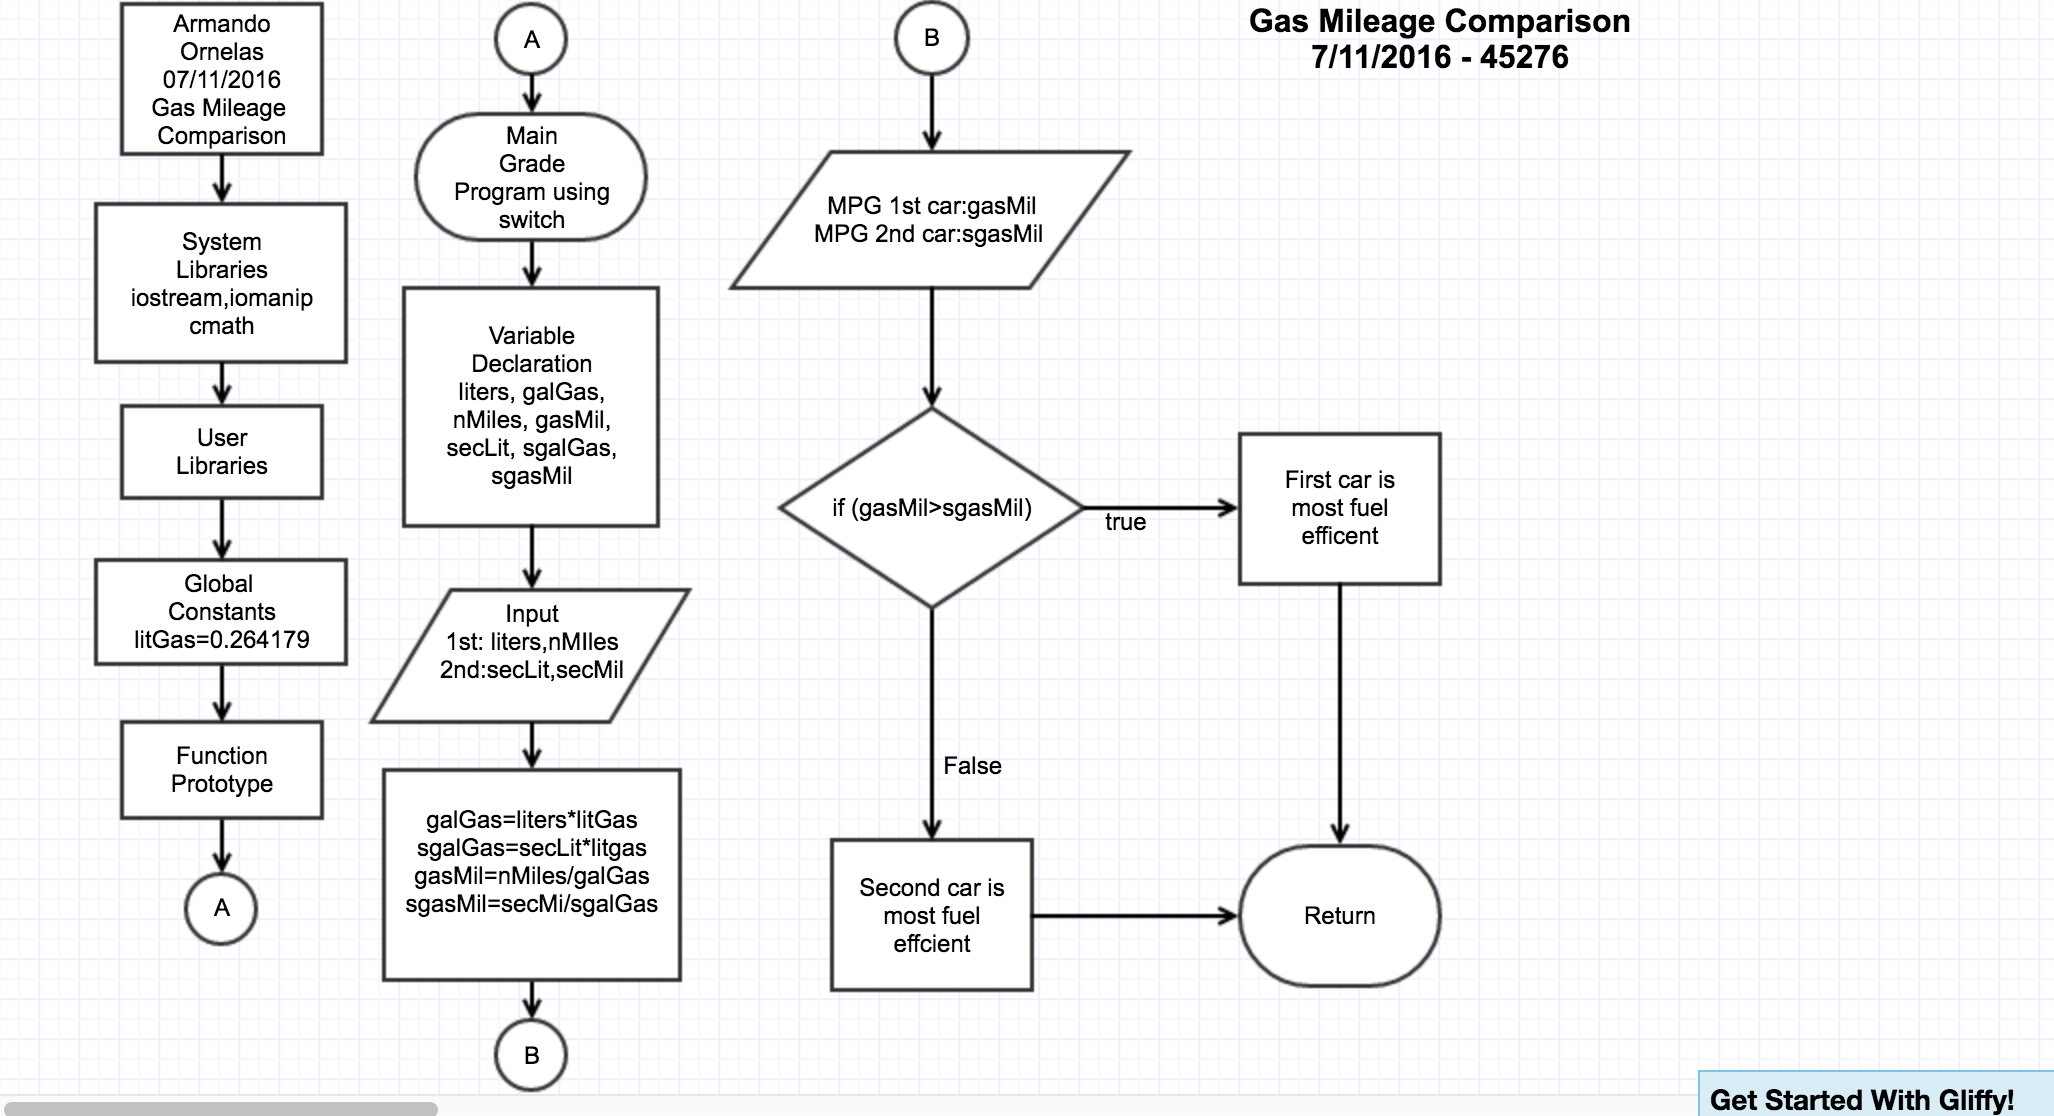 Armando
Ornelas
07/11/2016
Gas Mileage
Comparison
System
Libraries
iostream,iomanip
cmath
User
Libraries
Global
Constants
litGas=0.264179
Function
Prototype
A
A
Main
Grade
Program using
switch
Variable
Declaration
liters, galGas,
nMiles, gasMil,
secLit, sgalGas,
sgasMil
Input
1st: liters,nMIles
2nd:secLit,secMil
galGas=liters*litGas
sgalGas=secLit*litgas
gasMil=nMiles/galGas
sgasMil=secMi/sgalGas
B
B
MPG 1st car:gasMil
MPG 2nd car:sgasMil
if (gasMil>sgasMil)
true
False
Second car is
most fuel
effcient
Gas Mileage Comparison
7/11/2016 - 45276
First car is
most fuel
efficent
Return
Get Started With Gliffy!